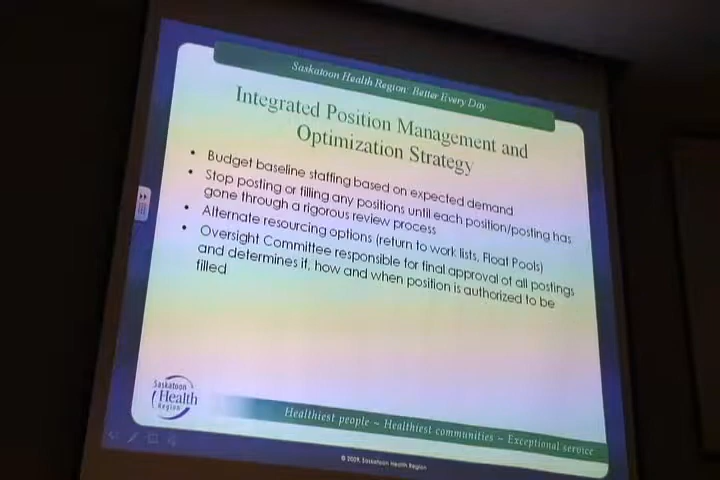 Saskatoon Health Region: Better Every Day
Integrated Position Management and
Optimization Strategy
• Budget baseline staffing based on expected demand
• Stop posting or filling any positions until each position/posting has
gone through a rigorous review process
• Alternate resourcing options (return to work lists, Float Pools)
• Oversight Committee responsible for final approval of all postings
and determines if, how and when position is authorized to be
filled
Saskatoon
Health
Region
Healthiest people ~ Healthiest communities ~ Exceptional service
© 2009, Saskatoon Health Region